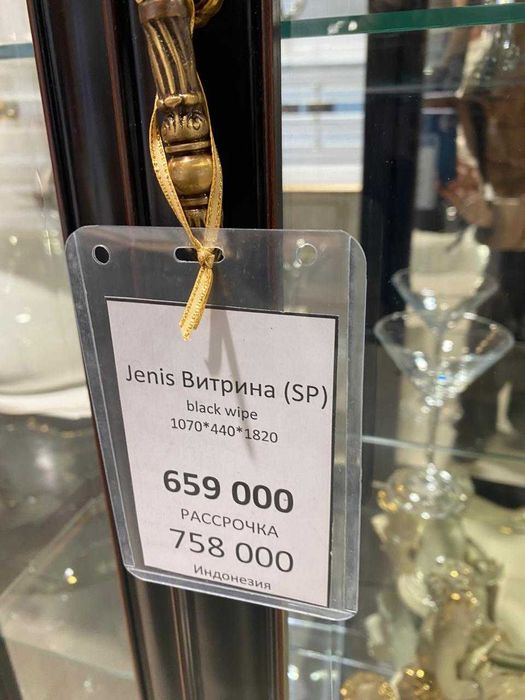 Jenis Витрина (SP)
black wipe
1070*440*1820
659 000
РАССРОЧКА
758 000
Индонезия